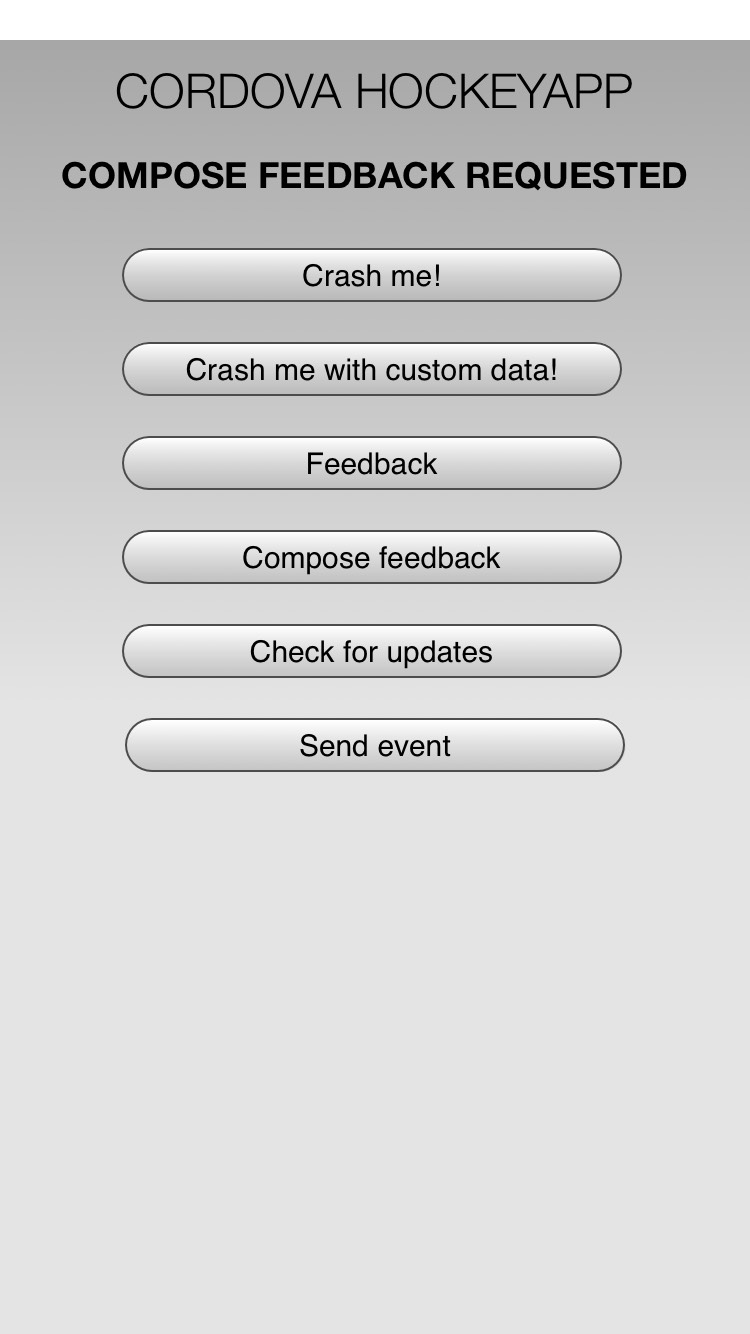 CORDOVA HOCKEYAPP
COMPOSE FEEDBACK REQUESTED
Crash me!
Crash me with custom data!
Feedback
Compose feedback
Check for updates
Send event